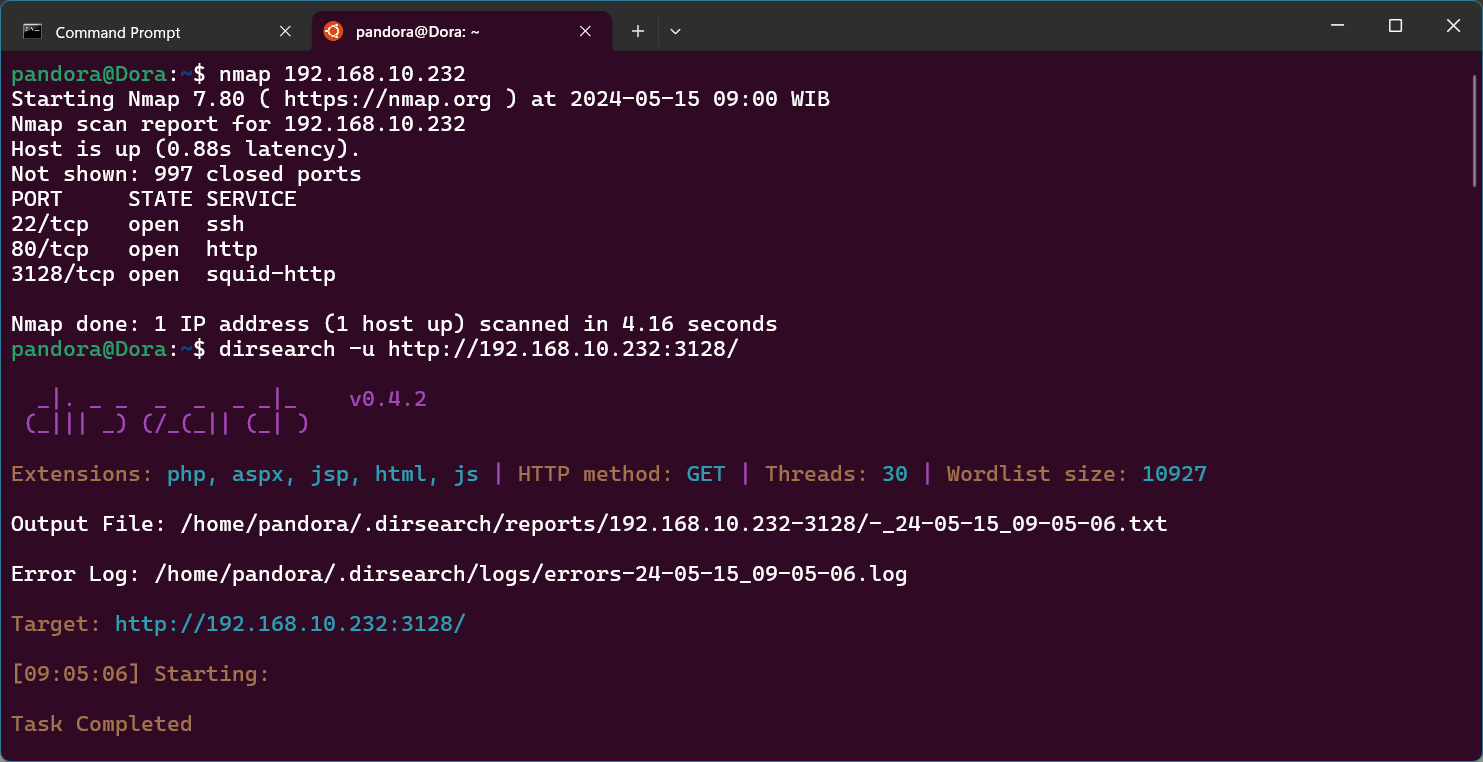 Command Prompt
pandora@Dora: ~
pandora@Dora:~$ nmap 192.168.10.232
Starting Nmap 7.80 ( https://nmap.org ) at 2024-05-15 09:00 WIB
Nmap scan report for 192.168.10.232
Host is up (0.88s latency).
Not shown: 997 closed ports
PORT     STATE SERVICE
22/tcp   open  ssh
80/tcp   open  http
3128/tcp open  squid-http
Nmap done: 1 IP address (1 host up) scanned in 4.16 seconds
pandora@Dora:~$ dirsearch -u http://192.168.10.232:3128/
  _|. _ _  _  _  _ _|_    v0.4.2
 (_||| _) (/_(_|| (_| )
Extensions: php, aspx, jsp, html, js | HTTP method: GET | Threads: 30 | Wordlist size: 10927
Output File: /home/pandora/.dirsearch/reports/192.168.10.232-3128/-_24-05-15_09-05-06.txt
Error Log: /home/pandora/.dirsearch/logs/errors-24-05-15_09-05-06.log
Target: http://192.168.10.232:3128/
[09:05:06] Starting:
Task Completed